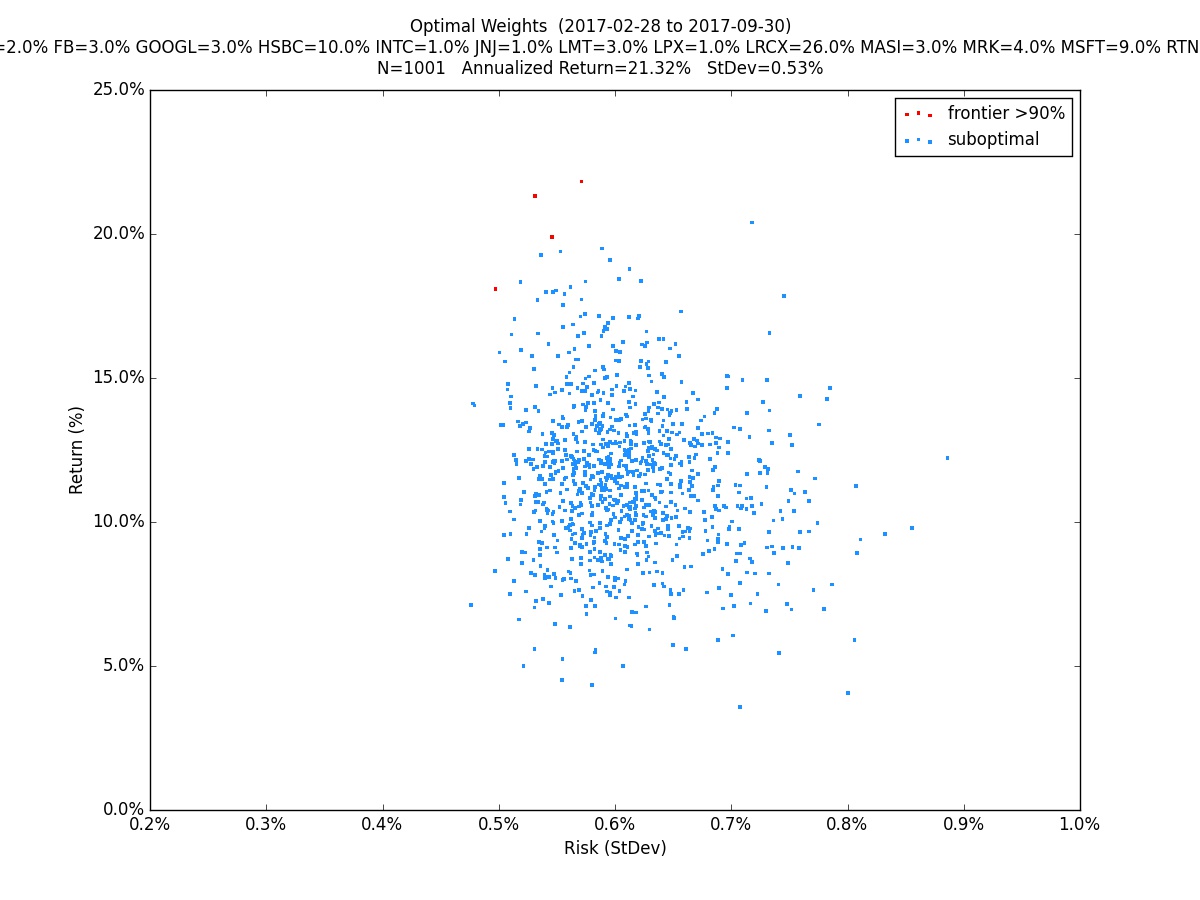 Optimal Weights (2017-02-28 to 2017-09-30)
=2.0% FB=3.0% GOOGL=3.0% HSBC=10.0% INTC=1.0% JNJ=1.0% LMT=3.0% LPX=1.0% LRCX=26.0% MASI=3.0% MRK=4.0% MSFT=9.0% RTN
N=1001 Annualized Return=21.32% StDev=0.53%
25.0%
frontier >90%
suboptimal
20.0%
15.0%
Return (%)
10.0%
5.0%
0.0%
0.2% 0.3% 0.4% 0.5% 0.6% 0.7% 0.8% 0.9% 1.0%
Risk (StDev)